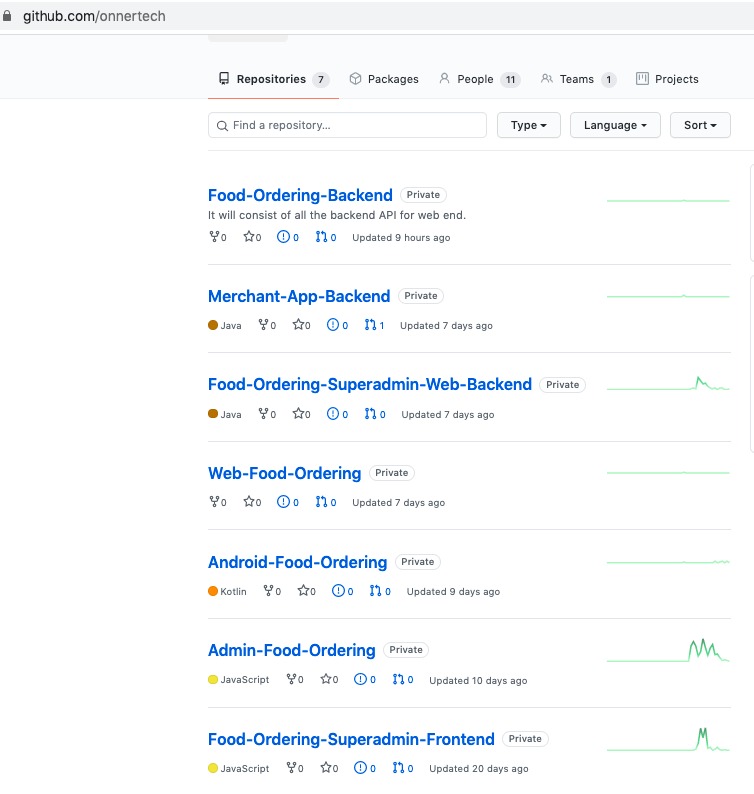 github.com/onnertech
Repositories 7 Packages People 11 Teams 1 Projects
Find a repository... Type Language Sort
Food-Ordering-Backend Private
It will consist of all the backend API for web end.
0 0 0 0 Updated 9 hours ago
Merchant-App-Backend Private
Java 0 0 0 1 Updated 7 days ago
Food-Ordering-Superadmin-Web-Backend Private
Java 0 0 0 0 Updated 7 days ago
Web-Food-Ordering Private
0 0 0 0 Updated 7 days ago
Android-Food-Ordering Private
Kotlin 0 0 0 0 Updated 9 days ago
Admin-Food-Ordering Private
JavaScript 0 0 0 0 Updated 10 days ago
Food-Ordering-Superadmin-Frontend Private
JavaScript 0 0 0 0 Updated 20 days ago